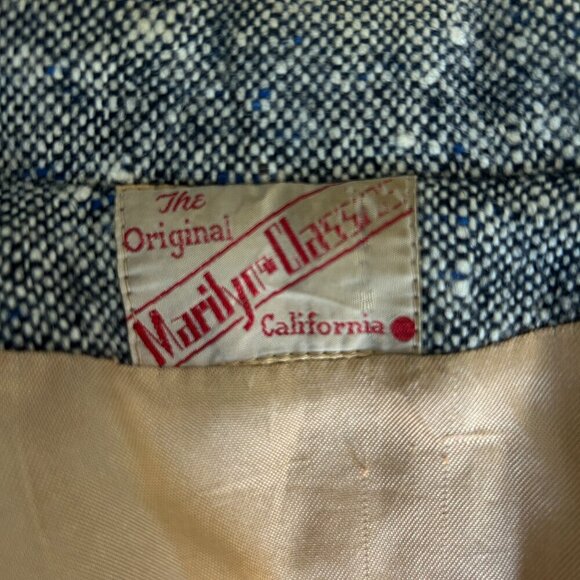 The
Original
Marilyn-Classics
California